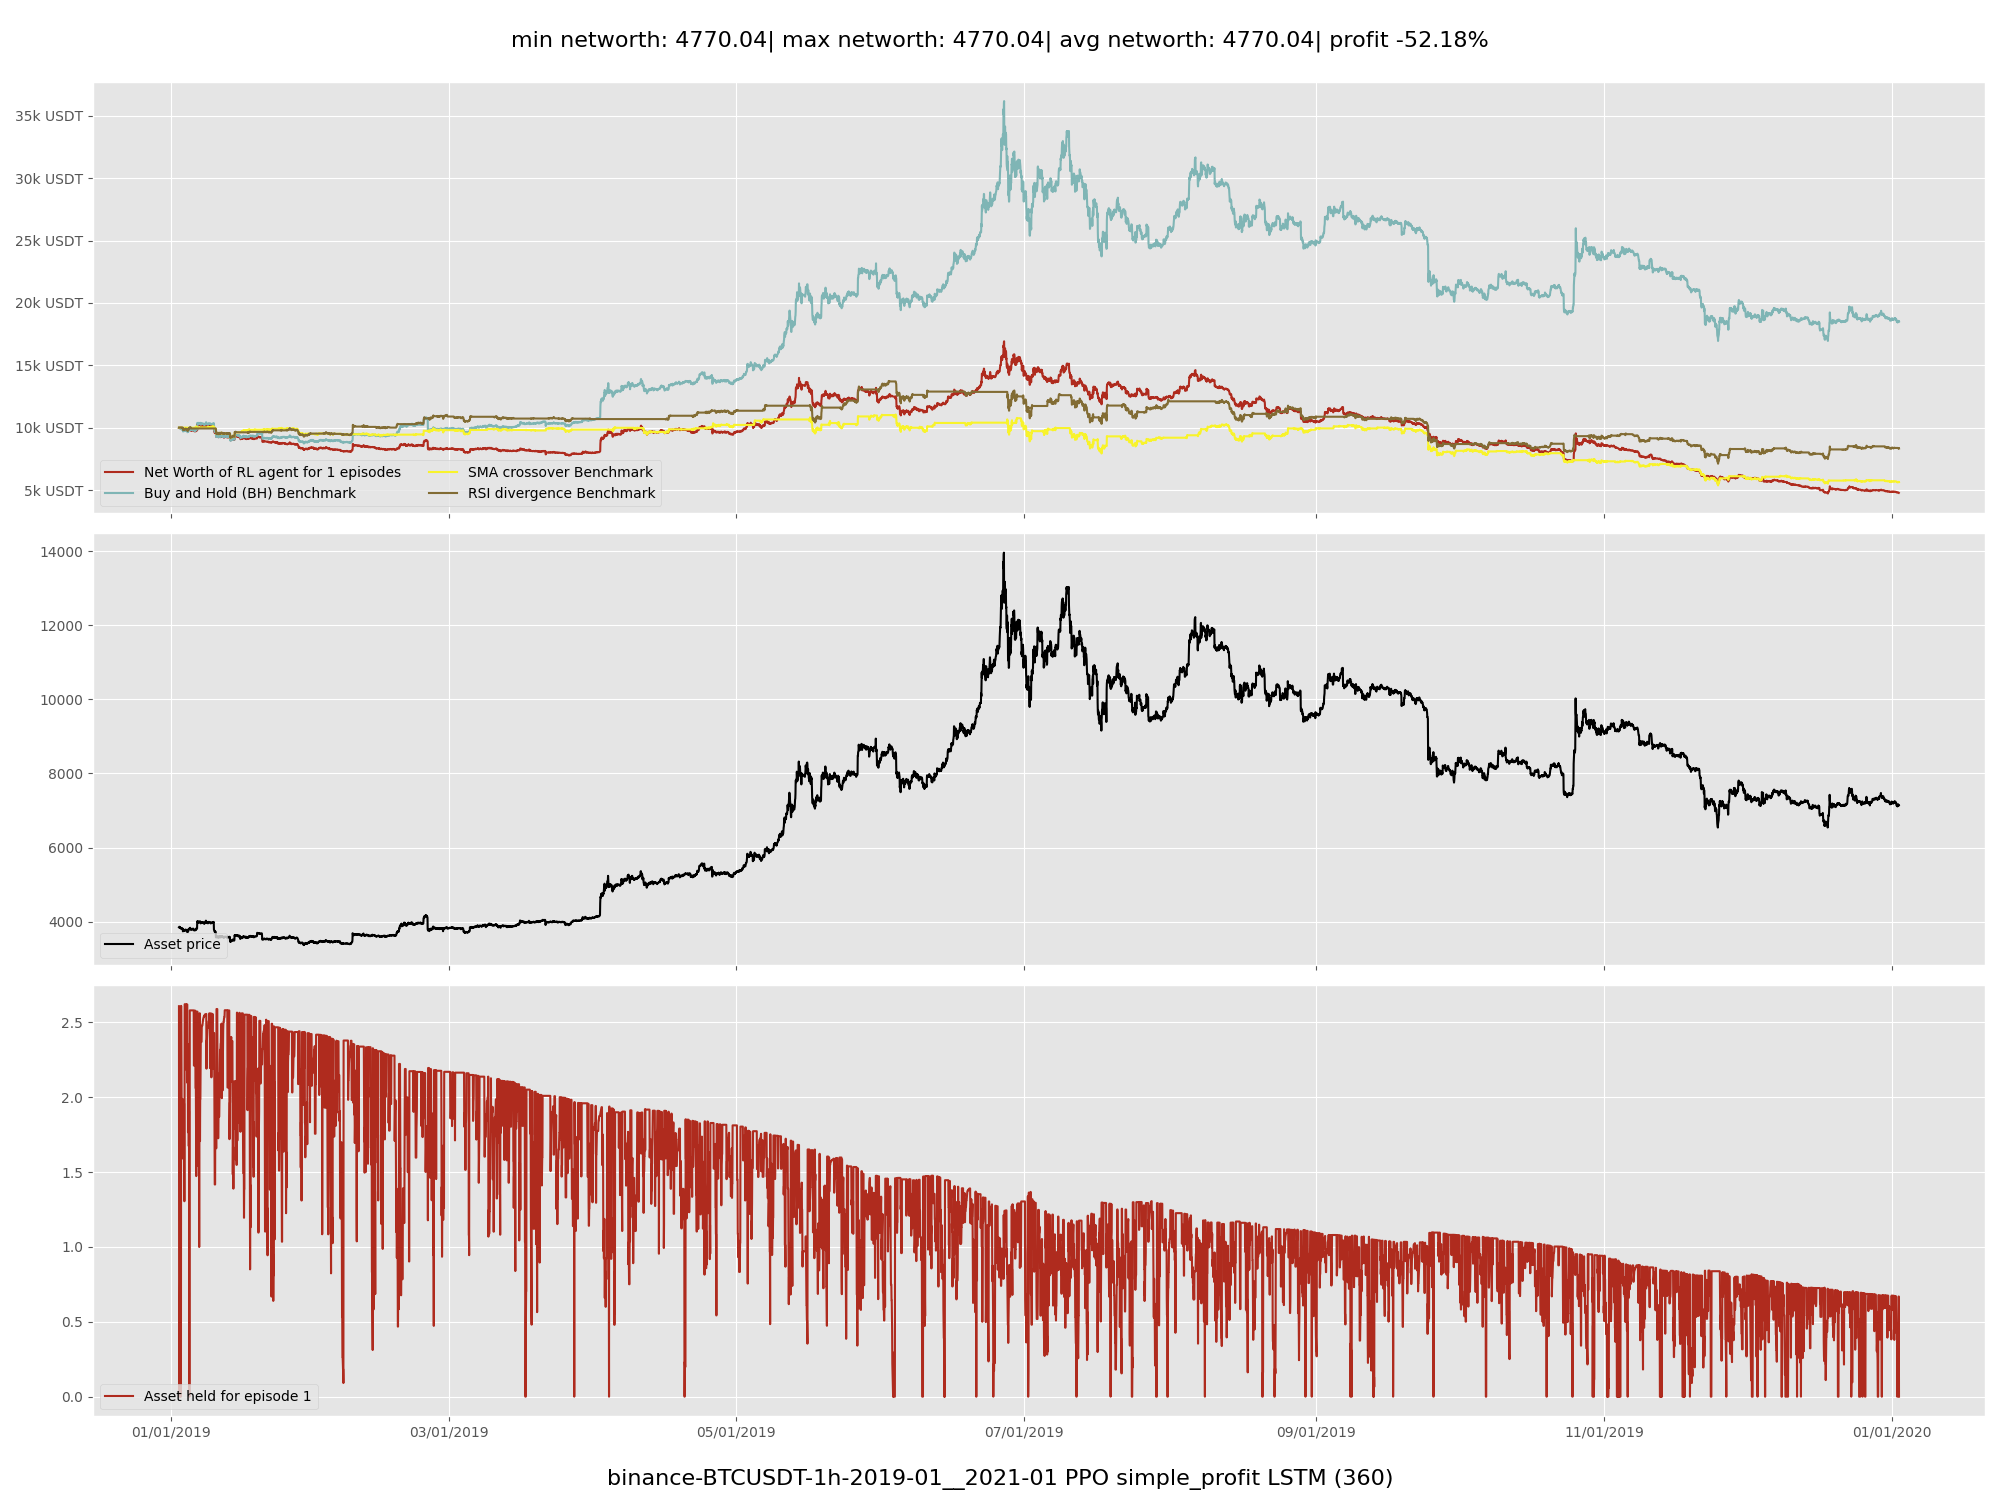 min networth: 4770.04| max networth: 4770.04| avg networth: 4770.04| profit -52.18%
35k USDT
30k USDT
25k USDT
20k USDT
15k USDT
10k USDT
5k USDT
Net Worth of RL agent for 1 episodes
Buy and Hold (BH) Benchmark
SMA crossover Benchmark
RSI divergence Benchmark
14000
12000
10000
8000
6000
4000
Asset price
2.5
2.0
1.5
1.0
0.5
0.0
Asset held for episode 1
01/01/2019 03/01/2019 05/01/2019 07/01/2019 09/01/2019 11/01/2019 01/01/2020
binance-BTCUSDT-1h-2019-01__2021-01 PPO simple_profit LSTM (360)